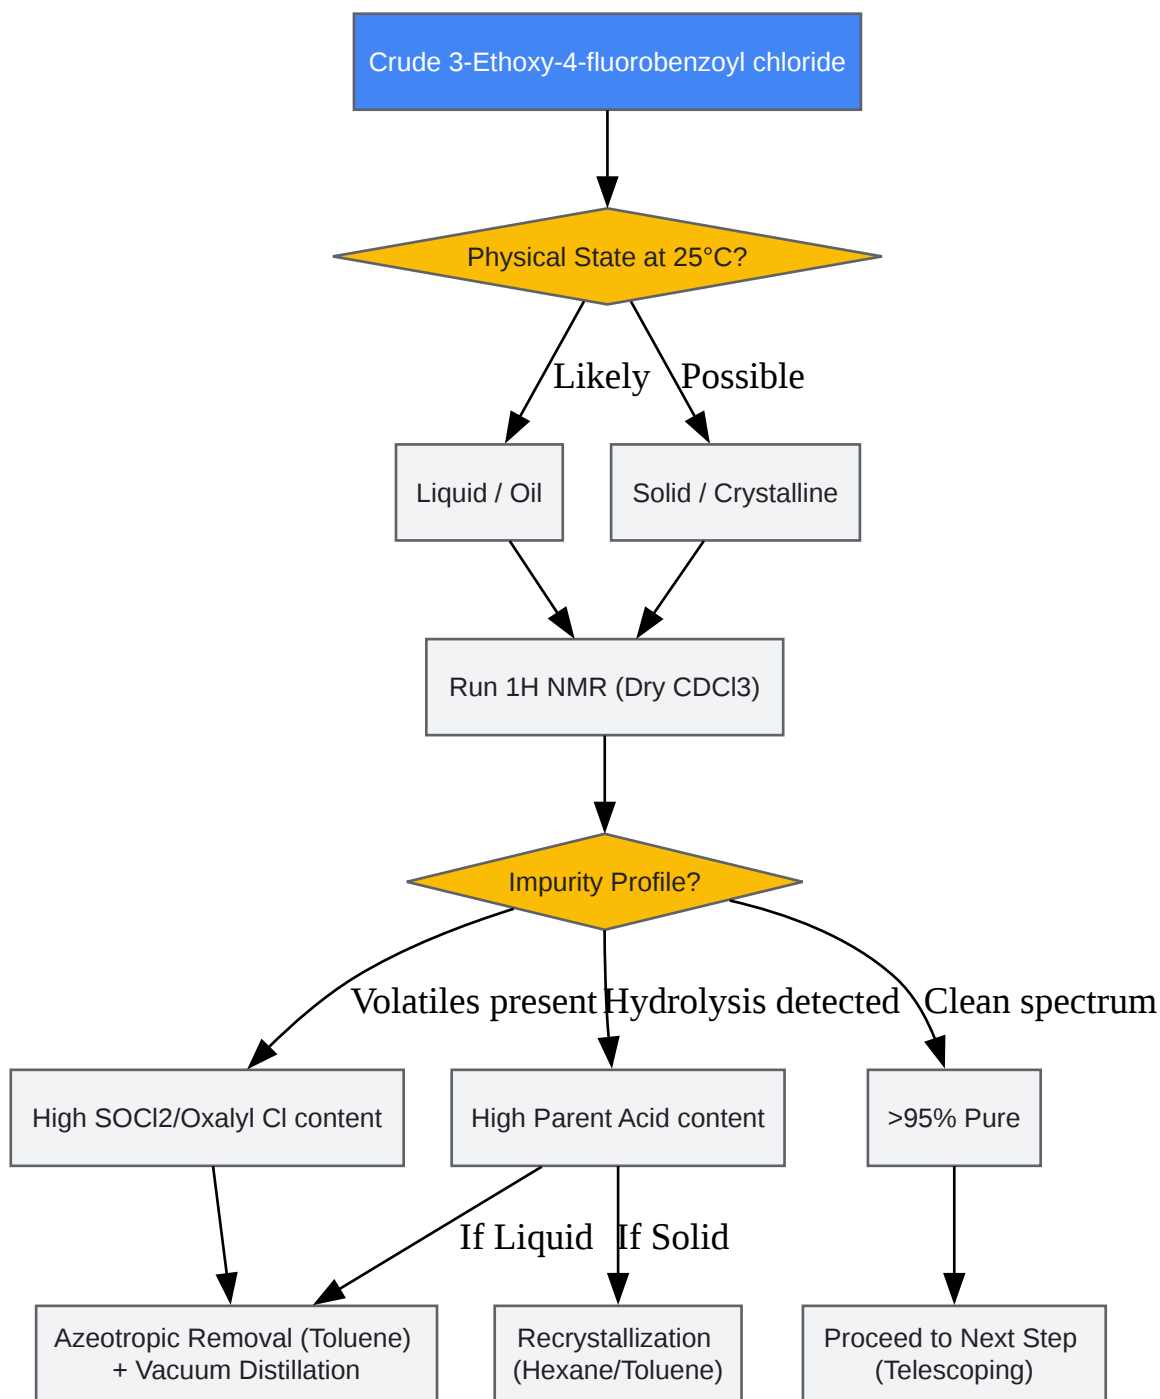 Crude 3-Ethoxy-4-fluorobenzoyl chloride
Physical State at 25°C?
Likely
Possible
Liquid / Oil
Solid / Crystalline
Run 1H NMR (Dry CDCl3)
Impurity Profile?
Volatiles present
Hydrolysis detected
Clean spectrum
High SOCl2/Oxalyl Cl content
High Parent Acid content
>95% Pure
If Liquid
If Solid
Azeotropic Removal (Toluene)
+ Vacuum Distillation
Recrystallization
(Hexane/Toluene)
Proceed to Next Step
(Telescoping)